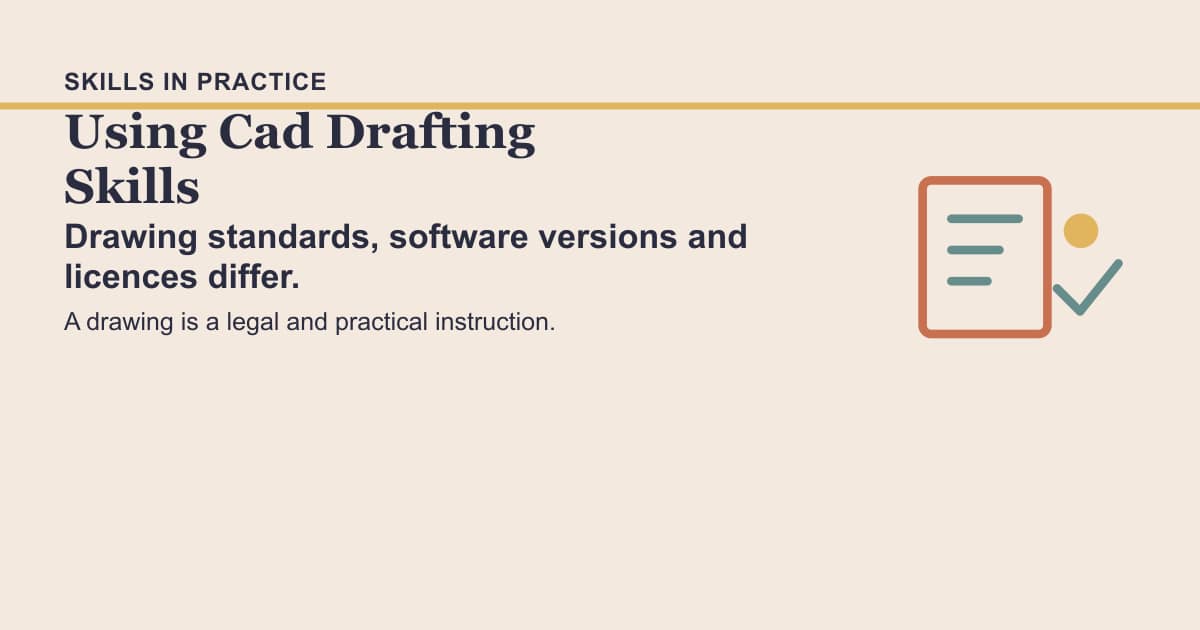 SKILLS IN PRACTICE
Using Cad Drafting
Skills
Drawing standards, software versions and
licences differ.
A drawing is a legal and practical instruction.